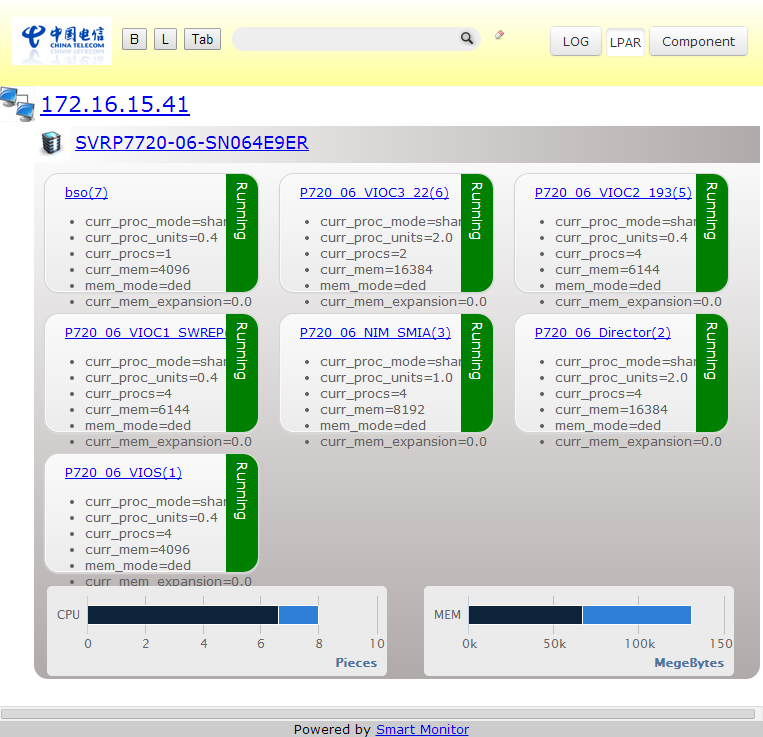 中国电信
CHINA TELECOM
B L Tab
LOG LPAR Component
172.16.15.41
SVRP7720-06-SN064E9ER
bso(7)
curr_proc_mode=shar
curr_proc_units=0.4
curr_procs=1
curr_mem=4096
mem_mode=ded
curr_mem_expansion=0.0
Running
P720_06_VIOC3_22(6)
curr_proc_mode=shar
curr_proc_units=2.0
curr_procs=2
curr_mem=16384
mem_mode=ded
curr_mem_expansion=0.0
Running
P720_06_VIOC2_193(5)
curr_proc_mode=shar
curr_proc_units=0.4
curr_procs=4
curr_mem=6144
mem_mode=ded
curr_mem_expansion=0.0
Running
P720_06_VIOC1_SWREP(
curr_proc_mode=shar
curr_proc_units=0.4
curr_procs=4
curr_mem=6144
mem_mode=ded
curr_mem_expansion=0.0
Running
P720_06_NIM_SMIA(3)
curr_proc_mode=shar
curr_proc_units=1.0
curr_procs=4
curr_mem=8192
mem_mode=ded
curr_mem_expansion=0.0
Running
P720_06_Director(2)
curr_proc_mode=shar
curr_proc_units=2.0
curr_procs=4
curr_mem=16384
mem_mode=ded
curr_mem_expansion=0.0
Running
P720_06_VIOS(1)
curr_proc_mode=shar
curr_proc_units=0.4
curr_procs=4
curr_mem=4096
mem_mode=ded
curr_mem_expansion=0.0
Running
CPU
0 2 4 6 8 10
Pieces
MEM
0k 50k 100k 150
MegeBytes
Powered by Smart Monitor